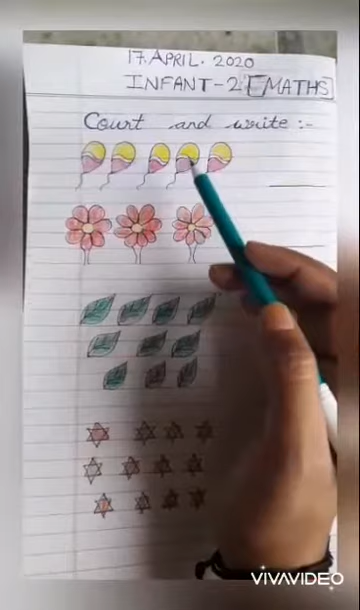 17. APRIL. 2020
INFANT-2 [MATHS]
Count and write :-
VIVAVIDEO